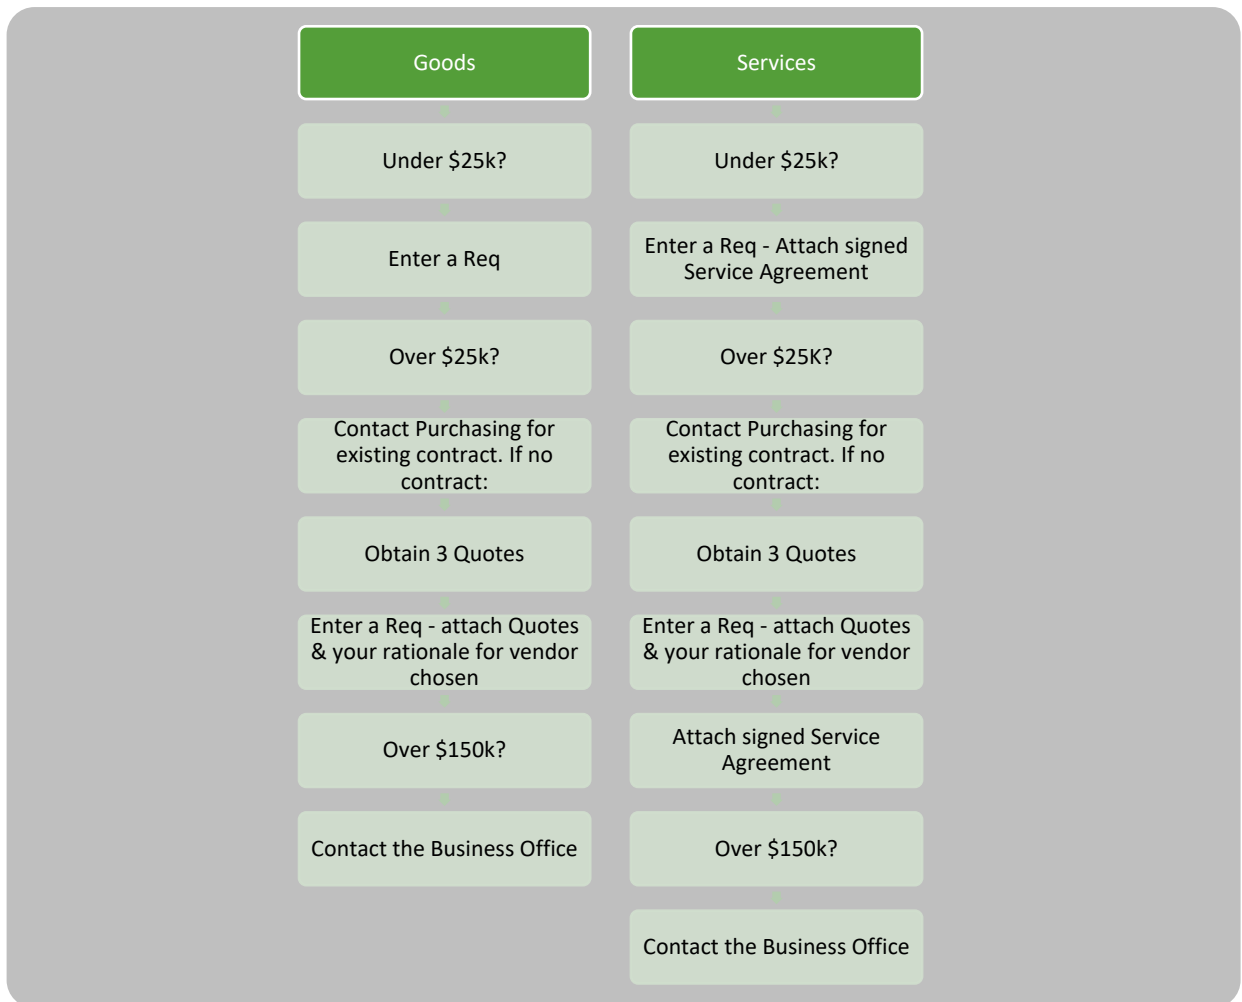 Goods
Under $25k?
Enter a Req
Over $25k?
Contact Purchasing for
existing contract. If no
contract:
Obtain 3 Quotes
Enter a Req - attach Quotes
& your rationale for vendor
chosen
Over $150k?
Contact the Business Office
Services
Under $25k?
Enter a Req - Attach signed
Service Agreement
Over $25K?
Contact Purchasing for
existing contract. If no
contract:
Obtain 3 Quotes
Enter a Req - attach Quotes
& your rationale for vendor
chosen
Attach signed Service
Agreement
Over $150k?
Contact the Business Office